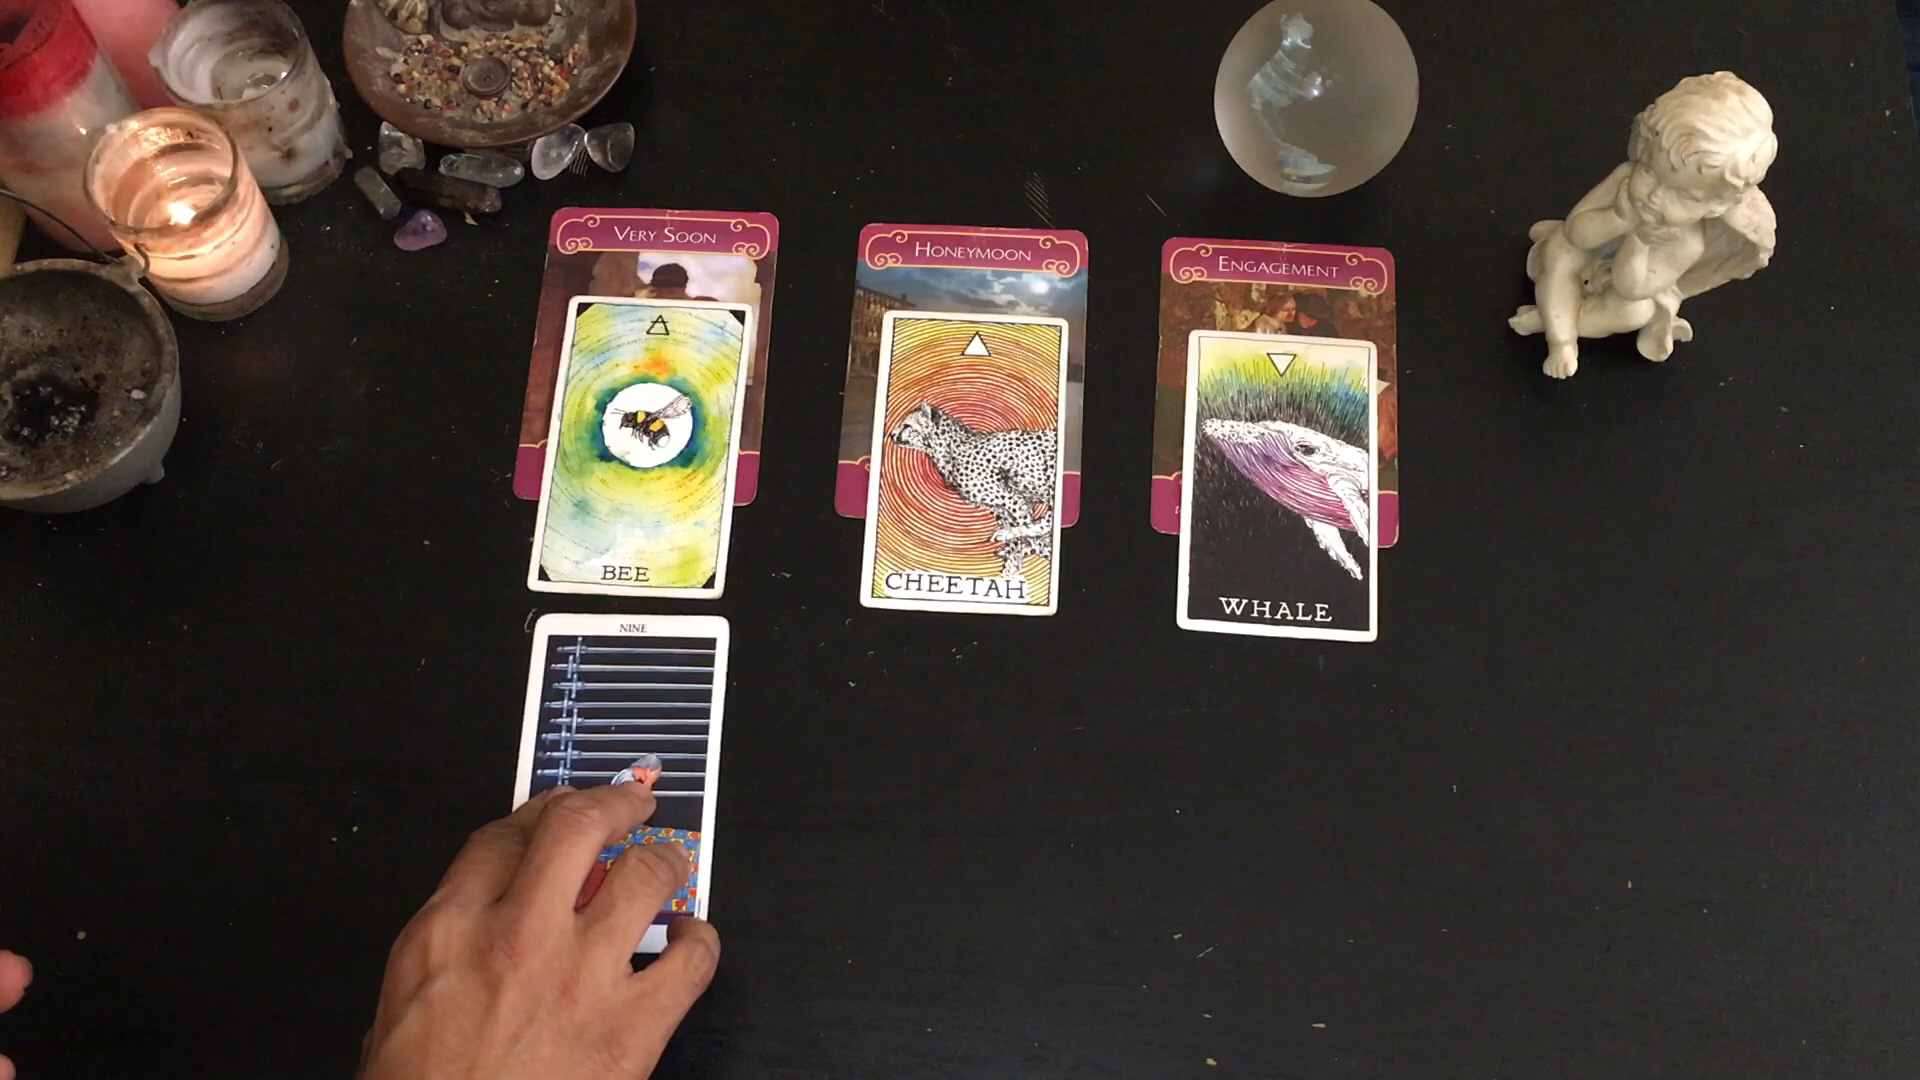 VERY SOON
HONEYMOON
ENGAGEMENT
BEE
CHEETAH
WHALE
NINE